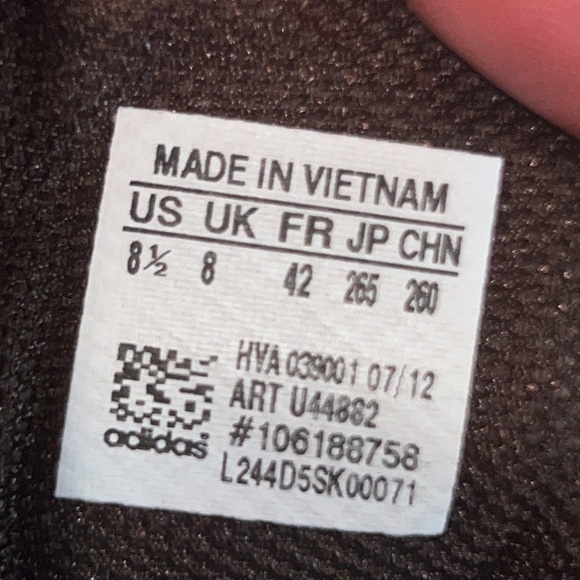 MADE IN VIETNAM
US UK FR JP CHN
8½ 8 42 265 260
HVA 039001 07/12
ART U44882
#106188758
adidas
L244D5SK00071